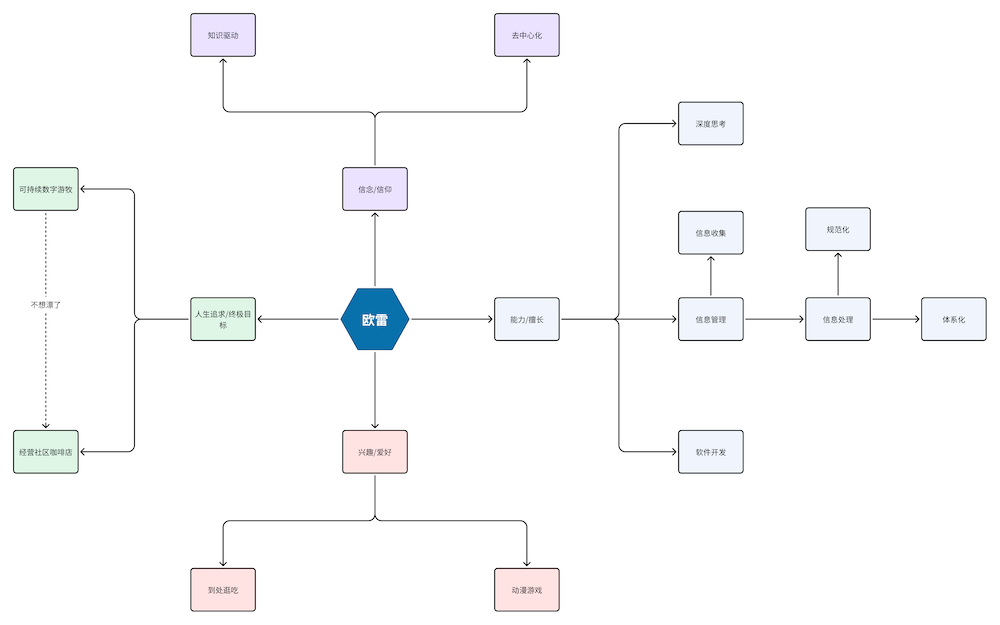 知识驱动
去中心化
深度思考
可持续数字游牧
信念/信仰
信息收集
规范化
不想漂了
人生追求/终极目
标
欧雷
能力/擅长
信息管理
信息处理
体系化
经营社区咖啡店
兴趣/爱好
软件开发
到处逛吃
动漫游戏